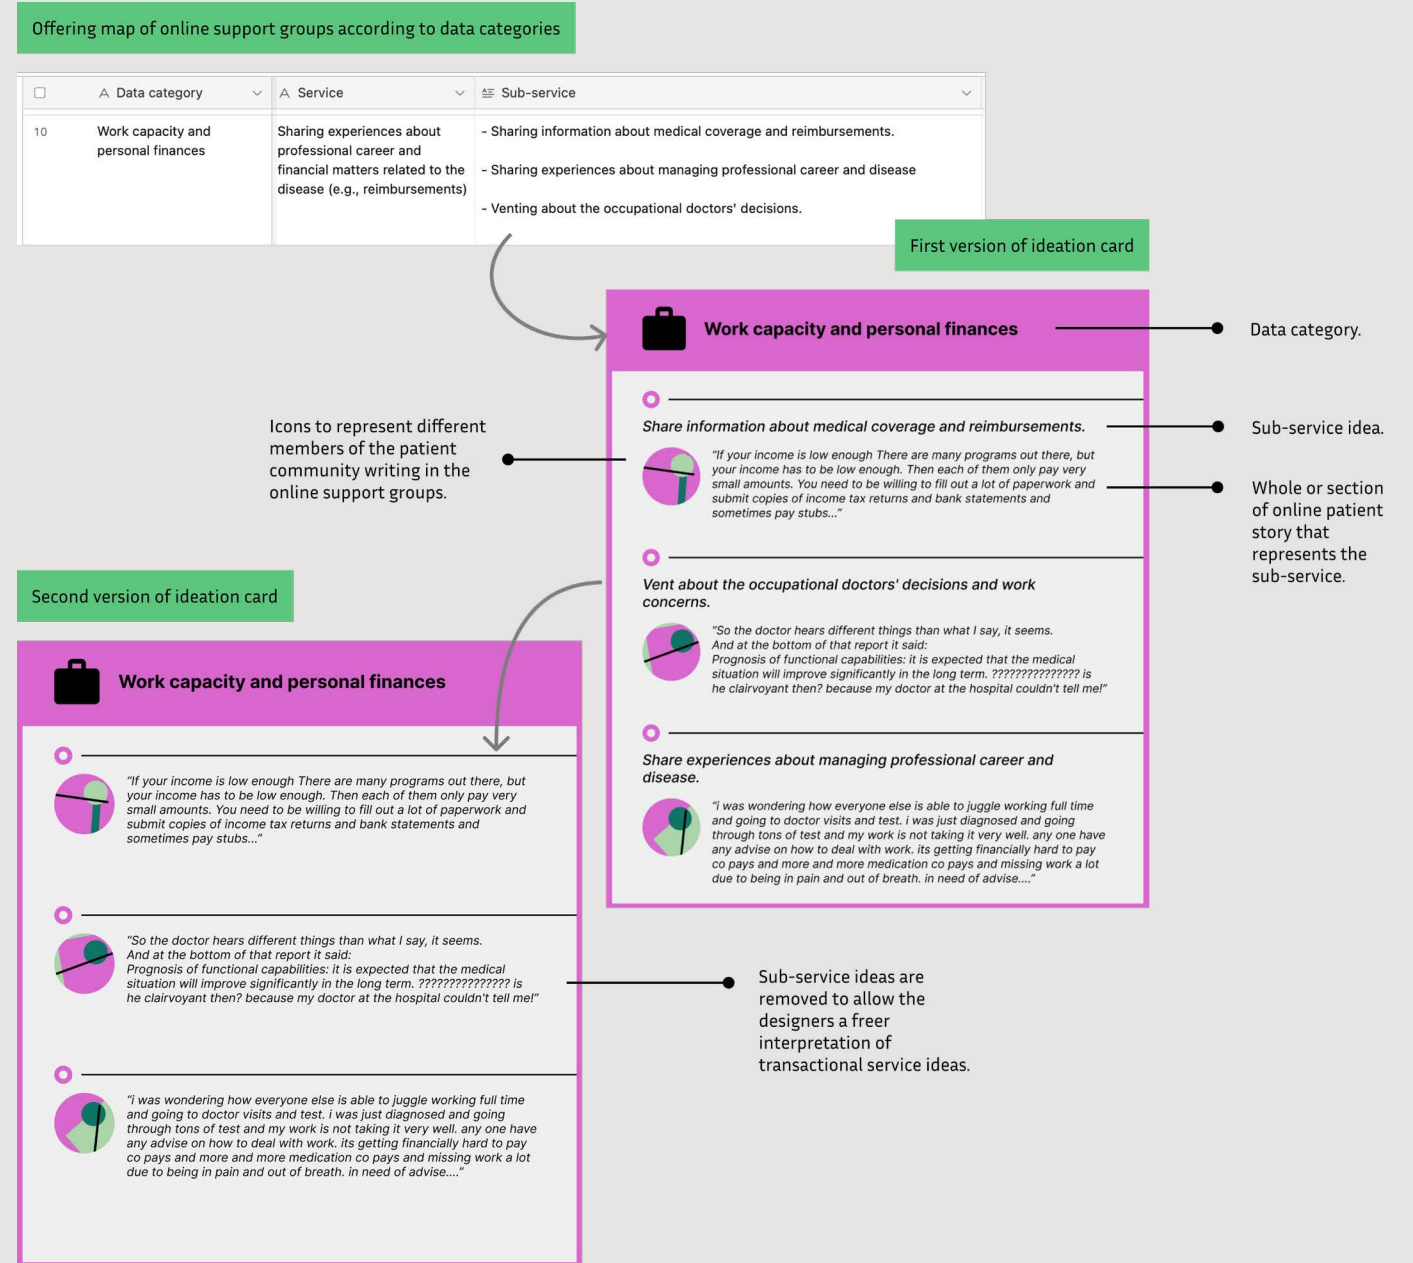 Offering map of online support groups according to data categories
Data category
Service
Sub-service
10
Work capacity and
personal finances
Sharing experiences about
professional career and
financial matters related to the
disease (e.g., reimbursements)
- Sharing information about medical coverage and reimbursements.
- Sharing experiences about managing professional career and disease
- Venting about the occupational doctors' decisions.
First version of ideation card
Work capacity and personal finances
Data category.
Share information about medical coverage and reimbursements.
Sub-service idea.
"If your income is low enough There are many programs out there, but
your income has to be low enough. Then each of them only pay very
small amounts. You need to be willing to fill out a lot of paperwork and
submit copies of income tax returns and bank statements and
sometimes pay stubs..."
Whole or section
of online patient
story that
represents the
sub-service.
Icons to represent different
members of the patient
community writing in the
online support groups.
Vent about the occupational doctors' decisions and work
concerns.
"So the doctor hears different things than what I say, it seems.
And at the bottom of that report it said:
Prognosis of functional capabilities: it is expected that the medical
situation will improve significantly in the long term. ??????????????? is
he clairvoyant then? because my doctor at the hospital couldn't tell me!"
Share experiences about managing professional career and
disease.
"i was wondering how everyone else is able to juggle working full time
and going to doctor visits and test. i was just diagnosed and going
through tons of test and my work is not taking it very well. any one have
any advise on how to deal with work. its getting financially hard to pay
co pays and more and more medication co pays and missing work a lot
due to being in pain and out of breath. in need of advise...."
Second version of ideation card
Work capacity and personal finances
"If your income is low enough There are many programs out there, but
your income has to be low enough. Then each of them only pay very
small amounts. You need to be willing to fill out a lot of paperwork and
submit copies of income tax returns and bank statements and
sometimes pay stubs..."
"So the doctor hears different things than what I say, it seems.
And at the bottom of that report it said:
Prognosis of functional capabilities: it is expected that the medical
situation will improve significantly in the long term. ??????????????? is
he clairvoyant then? because my doctor at the hospital couldn't tell me!"
Sub-service ideas are
removed to allow the
designers a freer
interpretation of
transactional service ideas.
"i was wondering how everyone else is able to juggle working full time
and going to doctor visits and test. i was just diagnosed and going
through tons of test and my work is not taking it very well. any one have
any advise on how to deal with work. its getting financially hard to pay
co pays and more and more medication co pays and missing work a lot
due to being in pain and out of breath. in need of advise...."